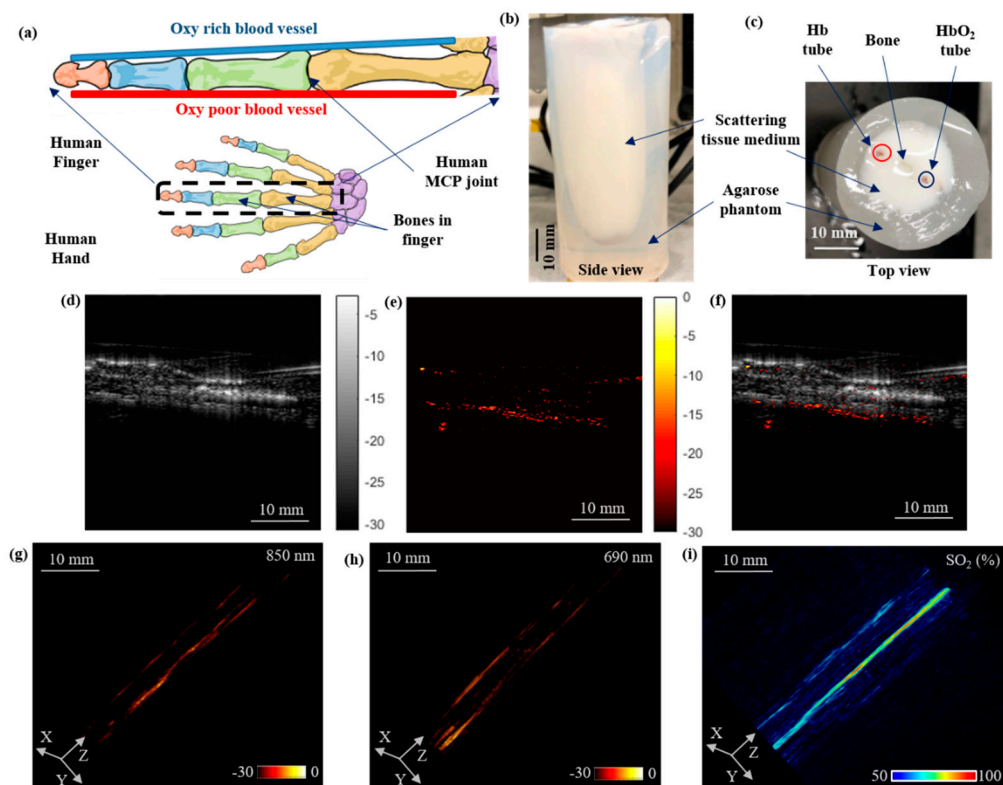 (a)
Oxy rich blood vessel
Oxy poor blood vessel
Human
Finger
Human
MCP joint
Bones in
finger
Human
Hand
(b)
10 mm
Side view
Scattering
tissue medium
Agarose
phantom
(c)
Hb
tube
Bone
HbO₂
tube
10 mm
Top view
(d)
10 mm
-5
-10
-15
-20
-25
-30
(e)
10 mm
0
-5
-10
-15
-20
-25
-30
(f)
10 mm
(g)
10 mm
850 nm
X
Z
Y
-30
0
(h)
10 mm
690 nm
X
Z
Y
-30
0
(i)
10 mm
SO₂ (%)
X
Z
Y
50
100